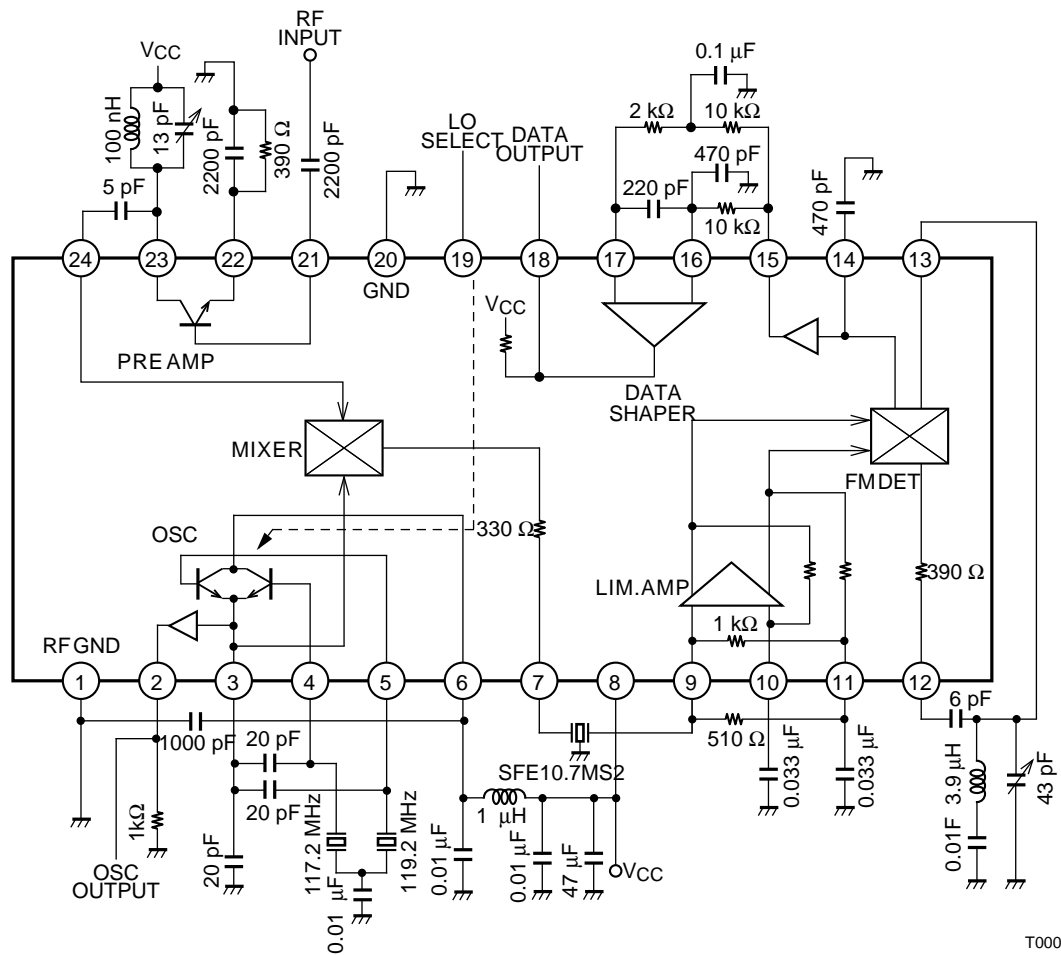 RF
INPUT
VCC
0.1 µF
100 nH
13 pF
2200 pF
390 Ω
2200 pF
LO
SELECT
DATA
OUTPUT
2 kΩ
10 kΩ
470 pF
220 pF
10 kΩ
470 pF
5 pF
24
23
22
21
20
19
18
17
16
15
14
13
GND
VCC
PREAMP
DATA
SHAPER
MIXER
FM DET
OSC
330 Ω
LIM.AMP
390 Ω
1 kΩ
RF GND
1
2
3
4
5
6
7
8
9
10
11
12
1000 pF
20 pF
20 pF
510 Ω
6 pF
SFE10.7MS2
1 µH
1kΩ
20 pF
117.2 MHz
119.2 MHz
0.01 µF
0.01 µF
0.01 µF
47 µF
VCC
0.033 µF
0.033 µF
3.9 µH
0.01F
43 pF
OSC
OUTPUT
T000